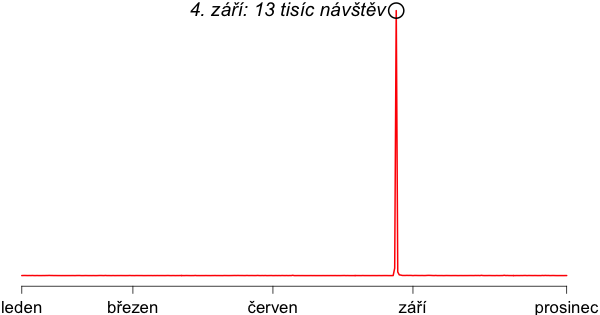 4. září: 13 tisíc návštěv
leden březen červen září prosinec